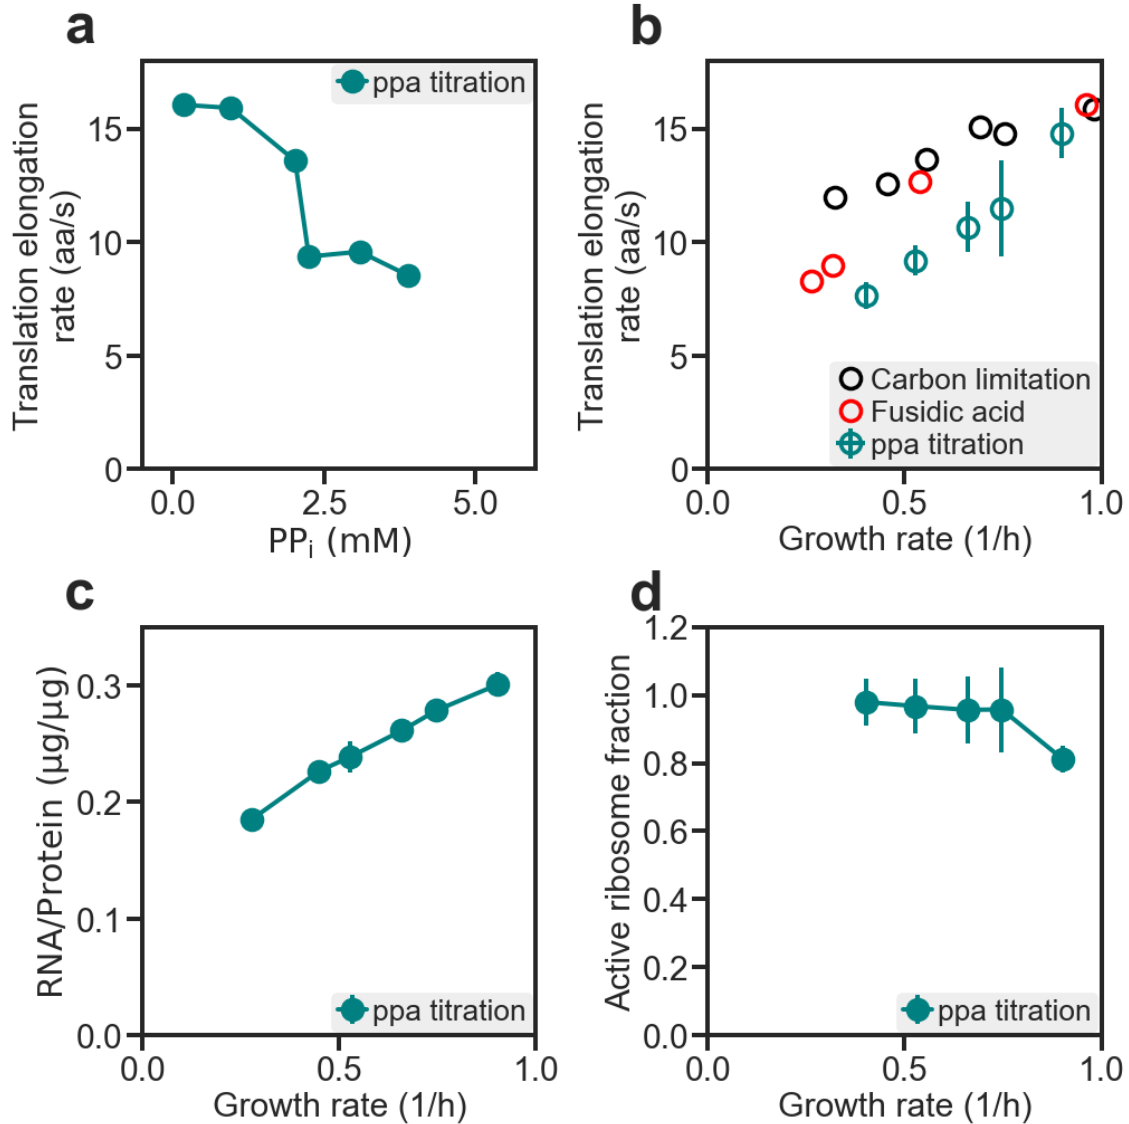 a
ppa titration
Translation elongation
rate (aa/s)
15
10
5
0
0.0 2.5 5.0
PPi (mM)
b
Translation elongation
rate (aa/s)
15
10
5
0
Carbon limitation
Fusidic acid
ppa titration
0.0 0.5 1.0
Growth rate (1/h)
c
RNA/Protein (μg/μg)
0.3
0.2
0.1
0.0
ppa titration
0.0 0.5 1.0
Growth rate (1/h)
d
Active ribosome fraction
1.2
1.0
0.8
0.6
0.4
0.2
0.0
ppa titration
0.0 0.5 1.0
Growth rate (1/h)